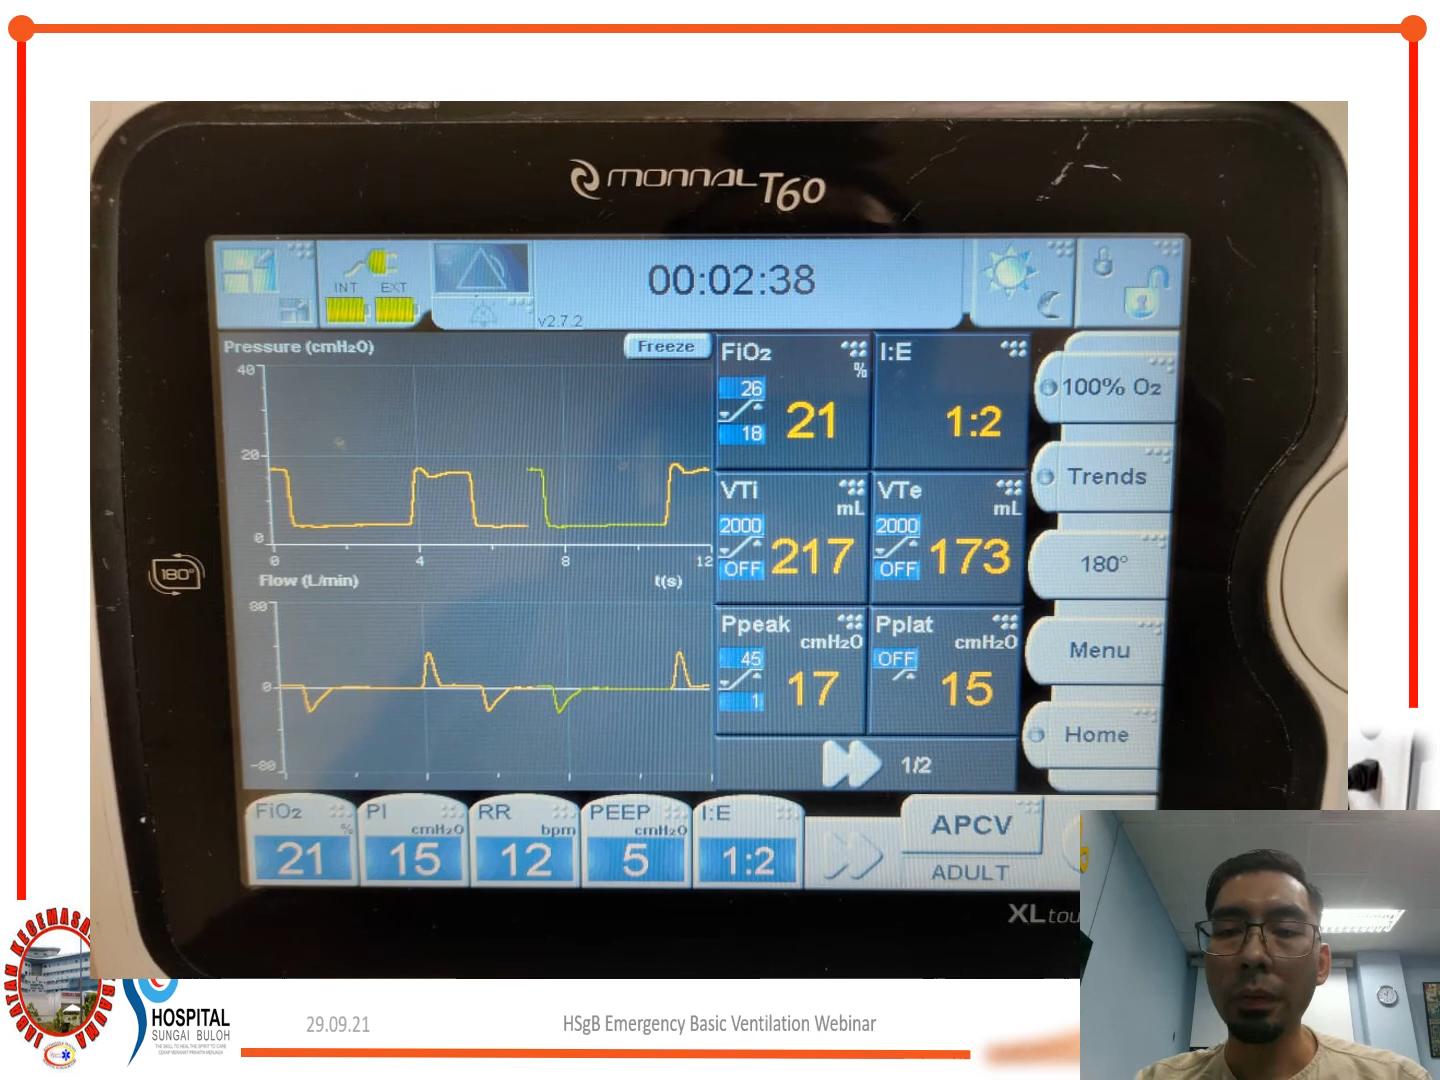 MONNAL T60
INT EXT
v2.7.2
00:02:38
Pressure (cmH2O)
Freeze
40
20
0
0 4 8 12
Flow (L/min)
t(s)
80
0
-80
FiO2
%
26
18
21
I:E
1:2
VTi
mL
2000
OFF
217
VTe
mL
2000
OFF
173
Ppeak
cmH2O
45
1
17
Pplat
cmH2O
OFF
15
1/2
100% O2
Trends
180°
Menu
Home
180°
FiO2
%
21
PI
cmH2O
15
RR
bpm
12
PEEP
cmH2O
5
I:E
1:2
APCV
ADULT
XL tou
HOSPITAL
SUNGAI BULOH
29.09.21
HSgB Emergency Basic Ventilation Webinar